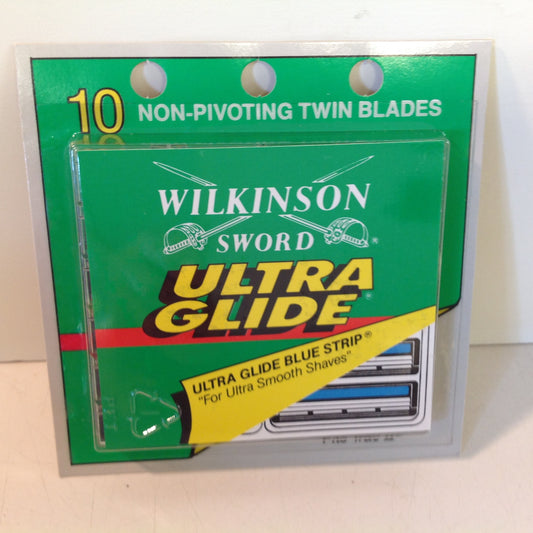 10 NON-PIVOTING TWIN BLADES
WILKINSON
SWORD ®
ULTRA
GLIDE ®
ULTRA GLIDE BLUE STRIP®
"For Ultra Smooth Shaves"